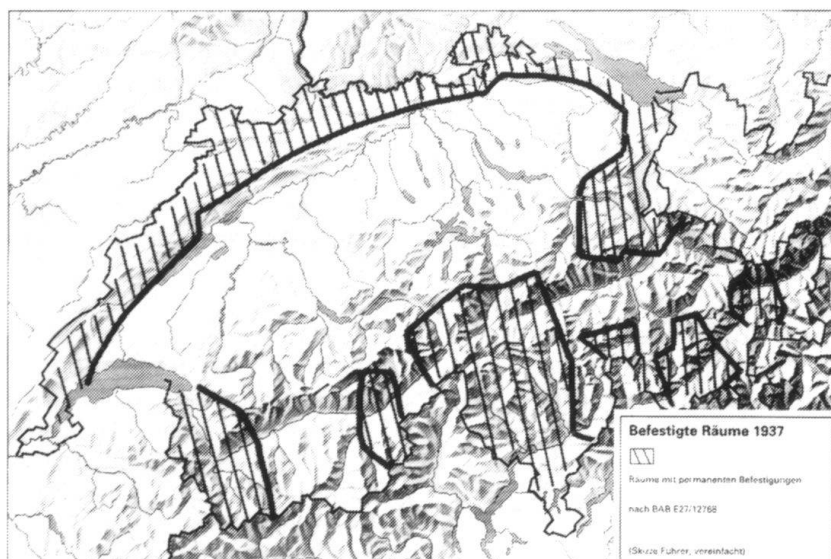 Befestigte Räume 1937
Räume mit permanenten Befestigungen
nach BAB E27/12768
(Skizze Führer, vereinfacht)